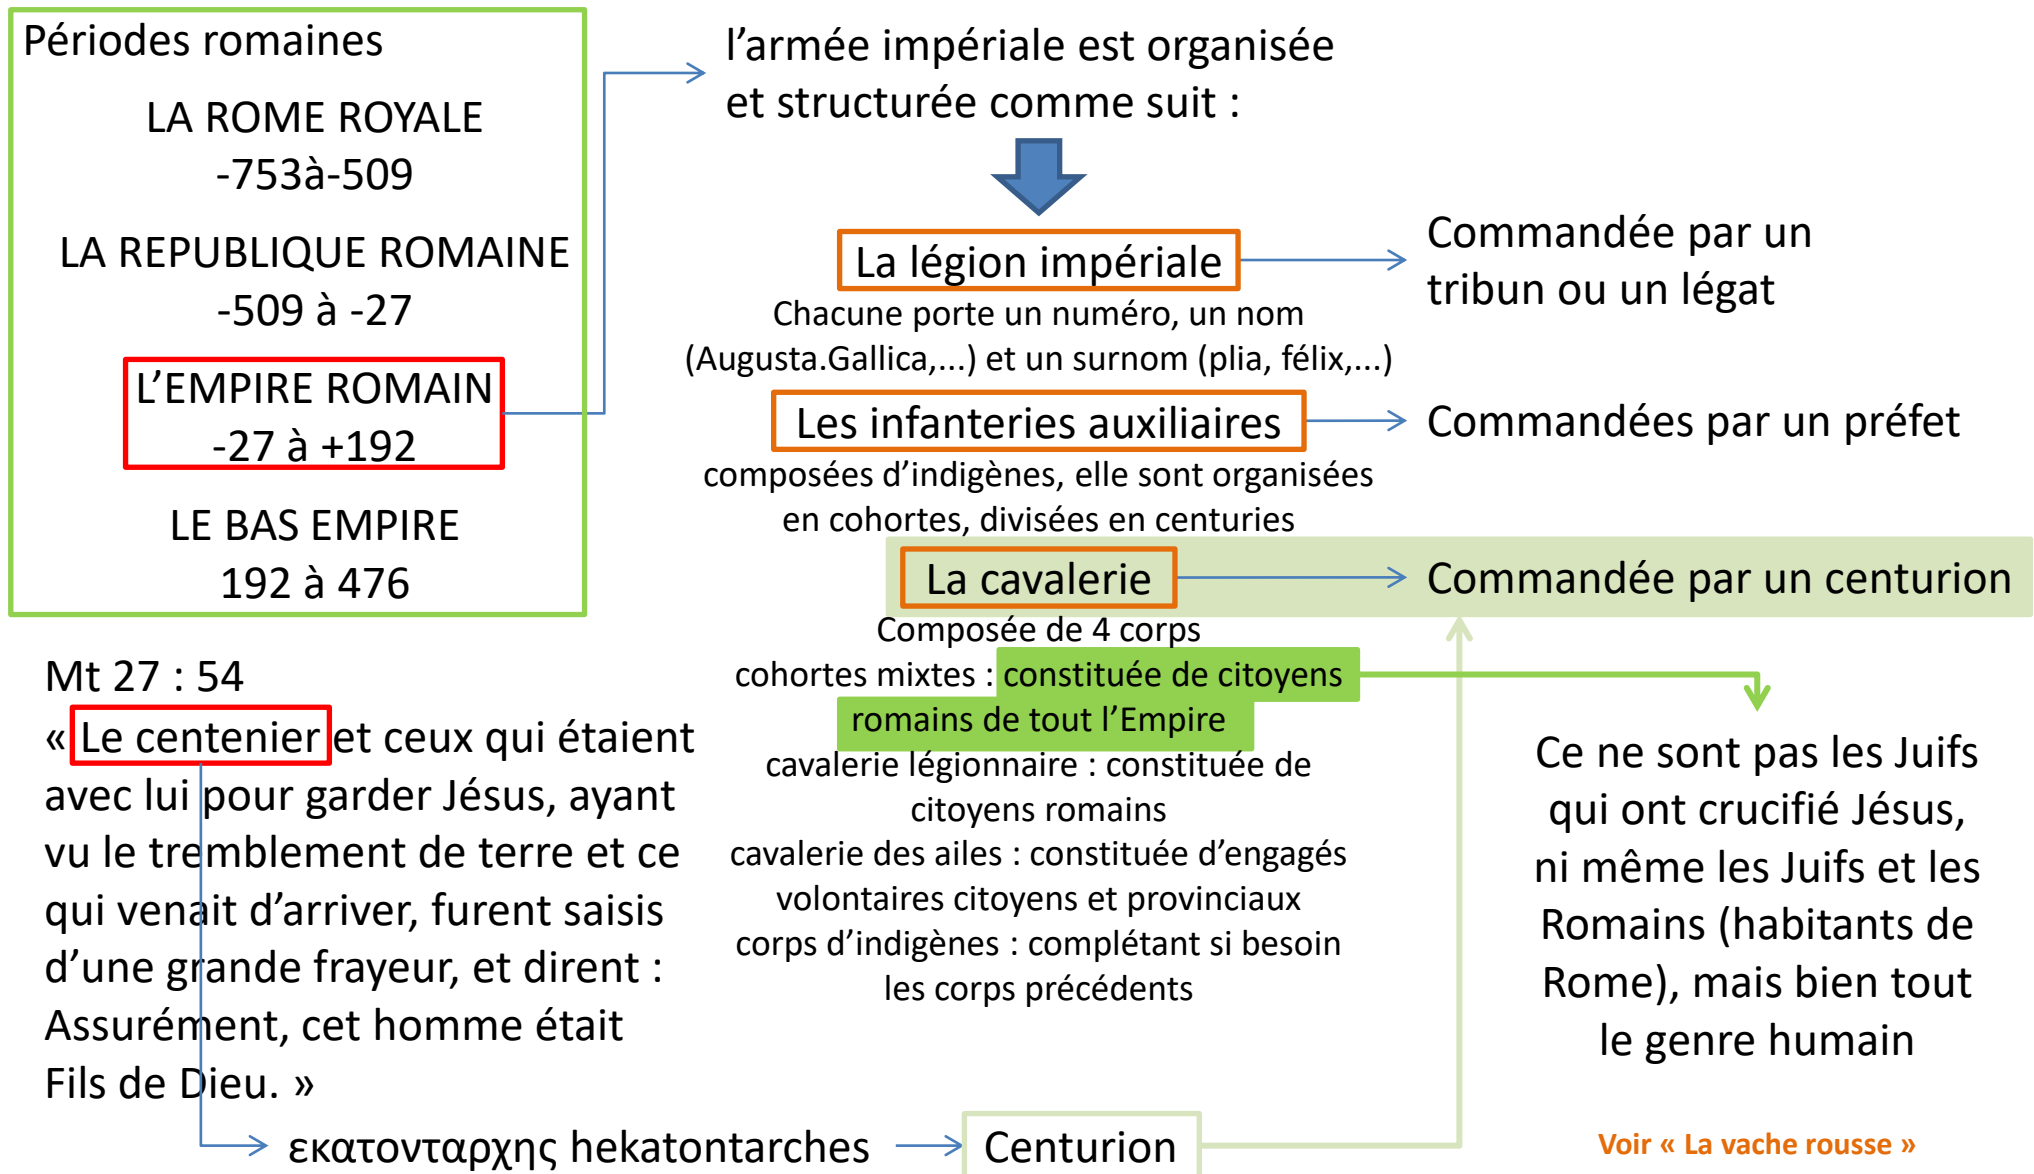 Périodes romaines
LA ROME ROYALE
-753à-509
LA REPUBLIQUE ROMAINE
-509 à -27
L’EMPIRE ROMAIN
-27 à +192
LE BAS EMPIRE
192 à 476
l’armée impériale est organisée
et structurée comme suit :
La légion impériale
Chacune porte un numéro, un nom
(Augusta.Gallica,...) et un surnom (plia, félix,...)
Commandée par un
tribun ou un légat
Les infanteries auxiliaires
composées d’indigènes, elle sont organisées
en cohortes, divisées en centuries
Commandées par un préfet
La cavalerie
Commandée par un centurion
Composée de 4 corps
cohortes mixtes : constituée de citoyens
romains de tout l’Empire
cavalerie légionnaire : constituée de
citoyens romains
cavalerie des ailes : constituée d’engagés
volontaires citoyens et provinciaux
corps d’indigènes : complétant si besoin
les corps précédents
Ce ne sont pas les Juifs
qui ont crucifié Jésus,
ni même les Juifs et les
Romains (habitants de
Rome), mais bien tout
le genre humain
Mt 27 : 54
« Le centenier et ceux qui étaient
avec lui pour garder Jésus, ayant
vu le tremblement de terre et ce
qui venait d’arriver, furent saisis
d’une grande frayeur, et dirent :
Assurément, cet homme était
Fils de Dieu. »
εκατονταρχης hekatontarches
Centurion
Voir « La vache rousse »